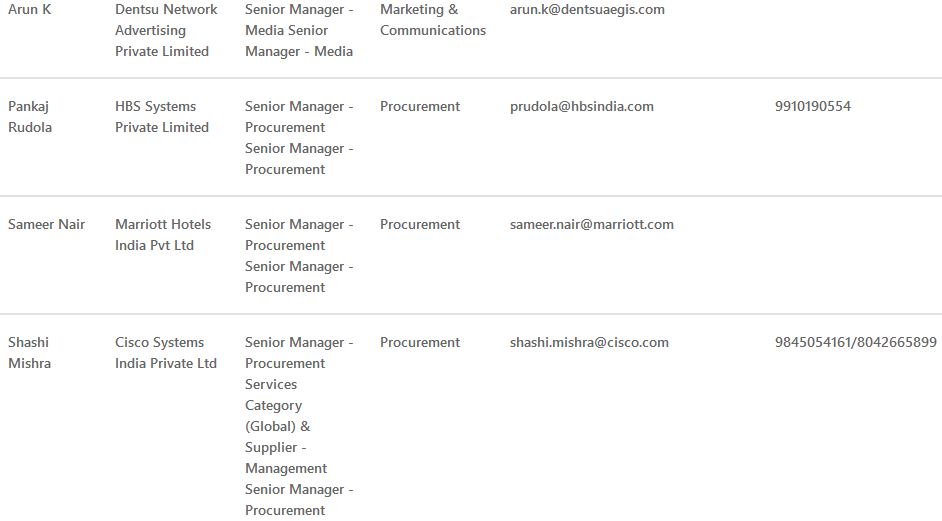 Arun K Dentsu Network Senior Manager - Marketing & arun.k@dentsuaegis.com
Advertising Media Senior Communications
Private Limited Manager - Media
Pankaj HBS Systems Senior Manager - Procurement prudola@hbsindia.com 9910190554
Rudola Private Limited Procurement
Senior Manager -
Procurement
Sameer Nair Marriott Hotels Senior Manager - Procurement sameer.nair@marriott.com
India Pvt Ltd Procurement
Senior Manager -
Procurement
Shashi Cisco Systems Senior Manager - Procurement shashi.mishra@cisco.com 9845054161/8042665899
Mishra India Private Ltd Procurement
Services
Category
(Global) &
Supplier -
Management
Senior Manager -
Procurement